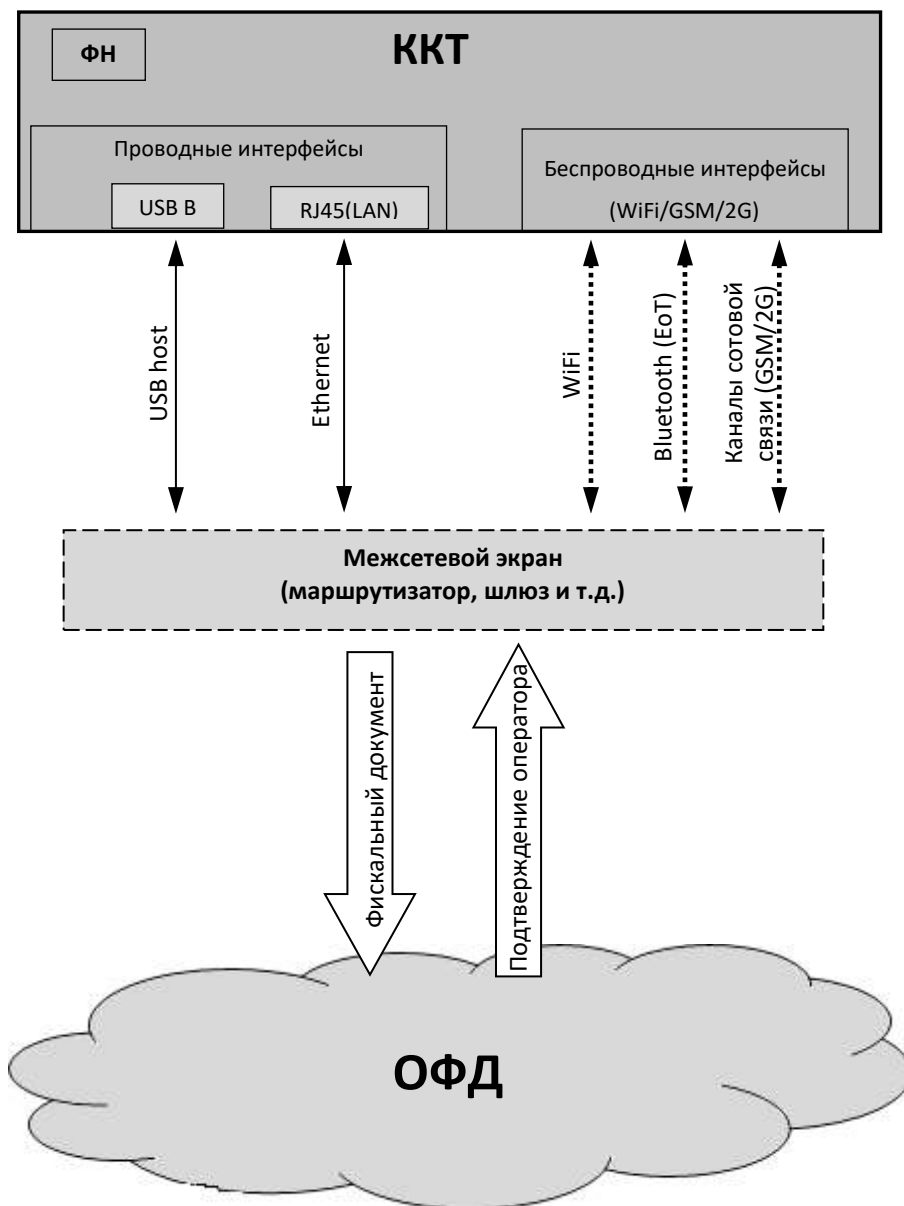 ФН
ККТ
Проводные интерфейсы
USB B
RJ45(LAN)
Беспроводные интерфейсы
(WiFi/GSM/2G)
USB host
Ethernet
WiFi
Bluetooth (EoT)
Каналы сотовой
связи (GSM/2G)
Межсетевой экран
(маршрутизатор, шлюз и т.д.)
Фискальный документ
Подтверждение оператора
ОФД